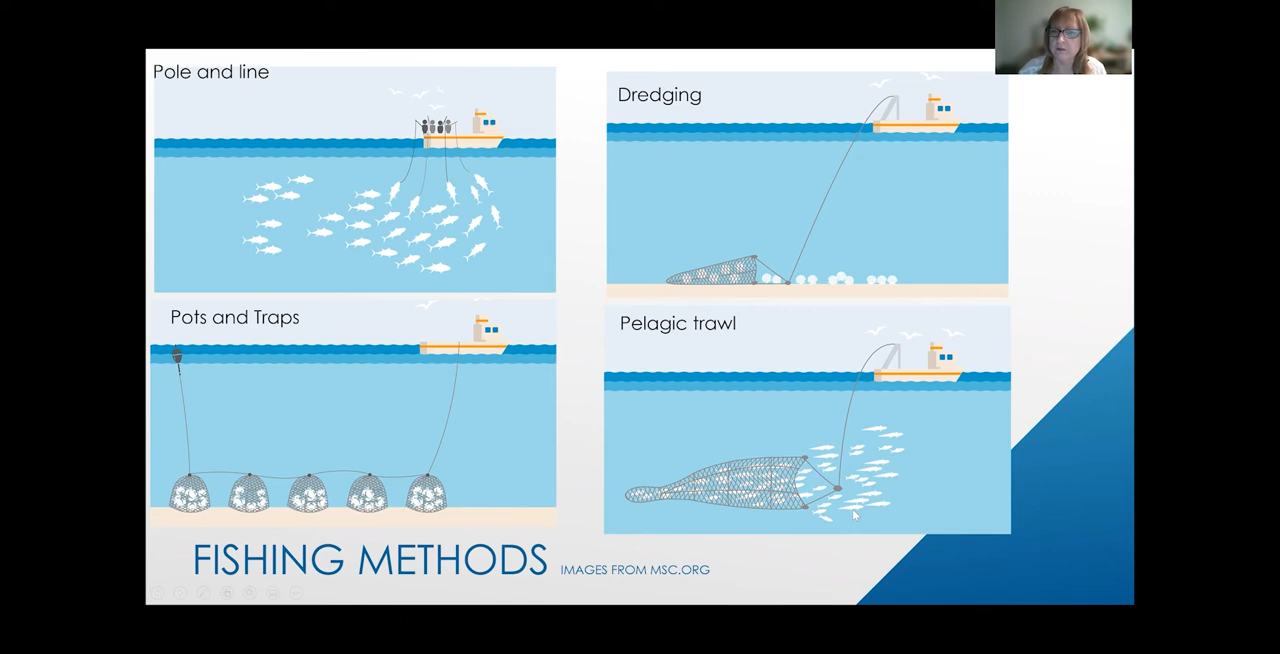 Pole and line
Dredging
Pots and Traps
Pelagic trawl
FISHING METHODS IMAGES FROM MSC.ORG